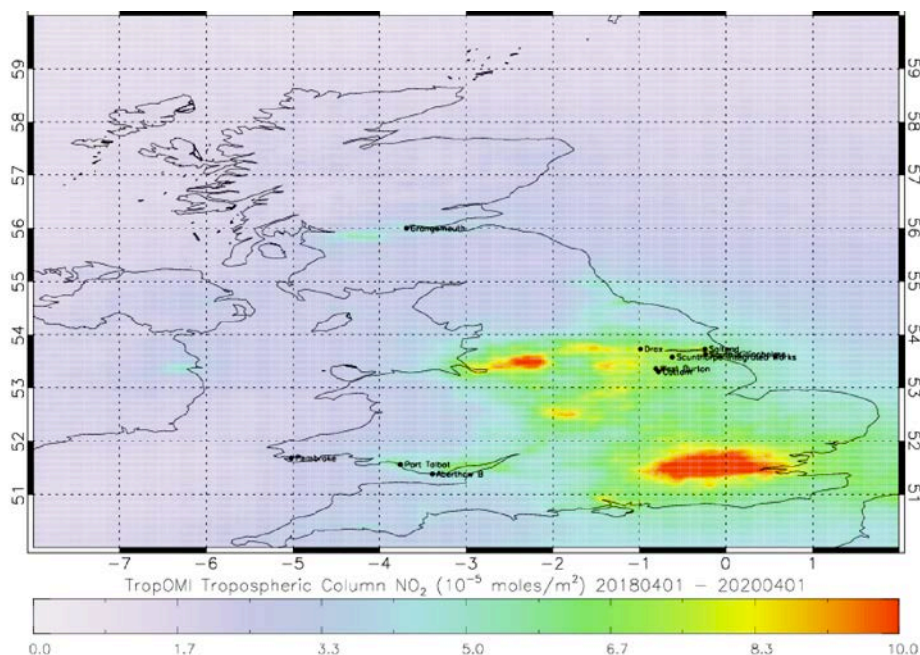 59
58
57
56
55
54
53
52
51
59
58
57
56
55
54
53
52
51
Grangemouth
Drax
Saltend
Scunthorpe Integrated Works
West Burton
Cottam
Pembroke
Port Talbot
Aberthaw B
-7 -6 -5 -4 -3 -2 -1 0 1
TropOMI Tropospheric Column NO₂ (10⁻⁵ moles/m²) 20180401 – 20200401
0.0 1.7 3.3 5.0 6.7 8.3 10.0